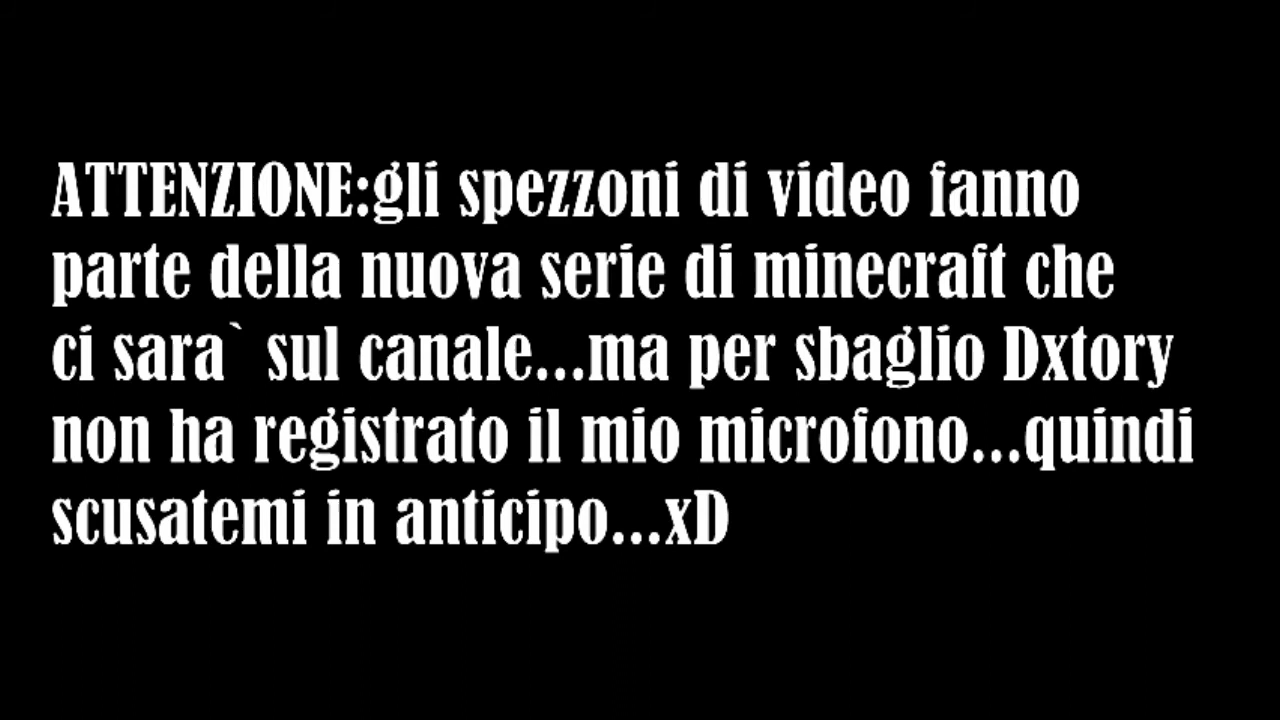 ATTENZIONE:gli spezzoni di video fanno
parte della nuova serie di minecraft che
ci sara` sul canale...ma per sbaglio Dxtory
non ha registrato il mio microfono...quindi
scusatemi in anticipo...xD